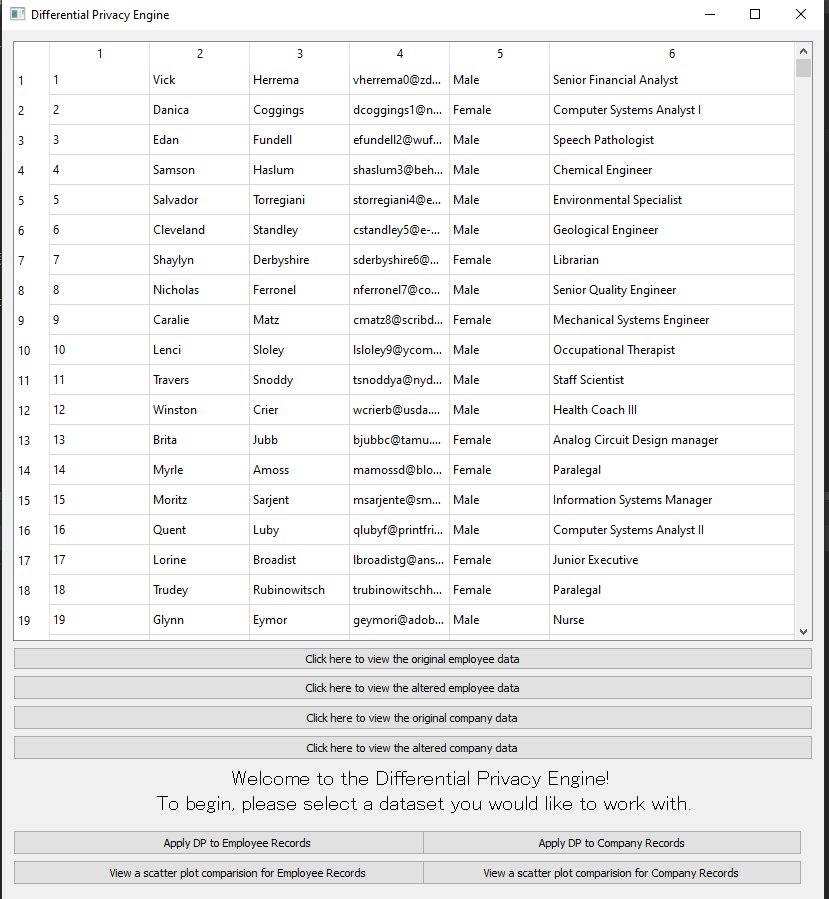 Differential Privacy Engine
1 2 3 4 5 6
1 1 Vick Herrema vherrema0@zd... Male Senior Financial Analyst
2 2 Danica Coggings dcoggings1@n... Female Computer Systems Analyst I
3 3 Edan Fundell efundell2@wuf... Male Speech Pathologist
4 4 Samson Haslum shaslum3@beh... Male Chemical Engineer
5 5 Salvador Torregiani storregiani4@e... Male Environmental Specialist
6 6 Cleveland Standley cstandley5@e-... Male Geological Engineer
7 7 Shaylyn Derbyshire sderbyshire6@... Female Librarian
8 8 Nicholas Ferronel nferronel7@co... Male Senior Quality Engineer
9 9 Caralie Matz cmatz8@scribd... Female Mechanical Systems Engineer
10 10 Lenci Sloley lsloley9@ycom... Male Occupational Therapist
11 11 Travers Snoddy tsnoddya@nyd... Male Staff Scientist
12 12 Winston Crier wcrierb@usda.... Male Health Coach III
13 13 Brita Jubb bjubbc@tamu.... Female Analog Circuit Design manager
14 14 Myrle Amoss mamossd@blo... Female Paralegal
15 15 Moritz Sarjent msarjente@sm... Male Information Systems Manager
16 16 Quent Luby qlubyf@printfri... Male Computer Systems Analyst II
17 17 Lorine Broadist lbroadistg@ans... Female Junior Executive
18 18 Trudey Rubinowitsch trubinowitschh... Female Paralegal
19 19 Glynn Eymor geymori@adob... Male Nurse
Click here to view the original employee data
Click here to view the altered employee data
Click here to view the original company data
Click here to view the altered company data
Welcome to the Differential Privacy Engine!
To begin, please select a dataset you would like to work with.
Apply DP to Employee Records Apply DP to Company Records
View a scatter plot comparision for Employee Records View a scatter plot comparision for Company Records